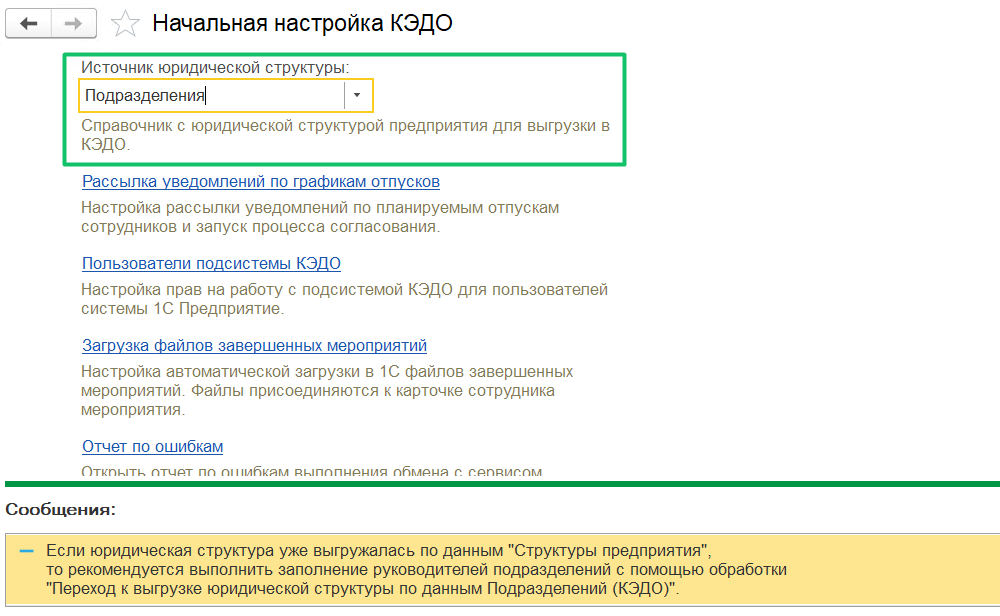 Начальная настройка КЭДО
Источник юридической структуры:
Подразделения
Справочник с юридической структурой предприятия для выгрузки в
КЭДО.
Рассылка уведомлений по графикам отпусков
Настройка рассылки уведомлений по планируемым отпускам
сотрудников и запуск процесса согласования.
Пользователи подсистемы КЭДО
Настройка прав на работу с подсистемой КЭДО для пользователей
системы 1С Предприятие.
Загрузка файлов завершенных мероприятий
Настройка автоматической загрузки в 1С файлов завершенных
мероприятий. Файлы присоединяются к карточке сотрудника
мероприятия.
Отчет по ошибкам
Открыть отчет по ошибкам выполнения обмена с сервисом
Сообщения:
Если юридическая структура уже выгружалась по данным "Структуры предприятия",
то рекомендуется выполнить заполнение руководителей подразделений с помощью обработки
"Переход к выгрузке юридической структуры по данным Подразделений (КЭДО)".